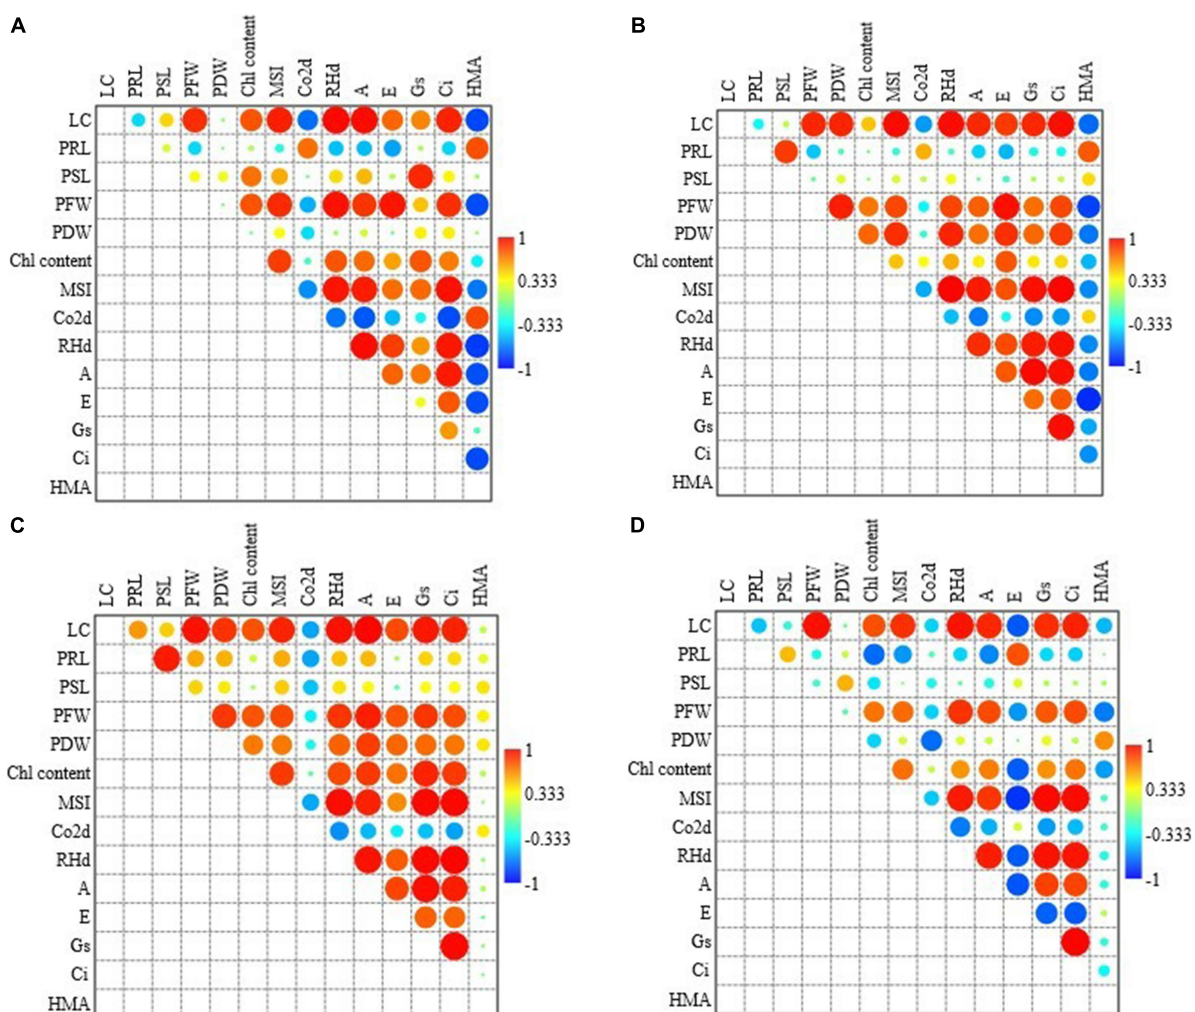 A
LC PRL PSL PFW PDW Chl content MSI Co2d RHd A E Gs Ci HMA
LC
PRL
PSL
PFW
PDW
Chl content
MSI
Co2d
RHd
A
E
Gs
Ci
HMA
1
0.333
-0.333
-1
B
LC PRL PSL PFW PDW Chl content MSI Co2d RHd A E Gs Ci HMA
LC
PRL
PSL
PFW
PDW
Chl content
MSI
Co2d
RHd
A
E
Gs
Ci
HMA
1
0.333
-0.333
-1
C
LC PRL PSL PFW PDW Chl content MSI Co2d RHd A E Gs Ci HMA
LC
PRL
PSL
PFW
PDW
Chl content
MSI
Co2d
RHd
A
E
Gs
Ci
HMA
1
0.333
-0.333
-1
D
LC PRL PSL PFW PDW Chl content MSI Co2d RHd A E Gs Ci HMA
LC
PRL
PSL
PFW
PDW
Chl content
MSI
Co2d
RHd
A
E
Gs
Ci
HMA
1
0.333
-0.333
-1